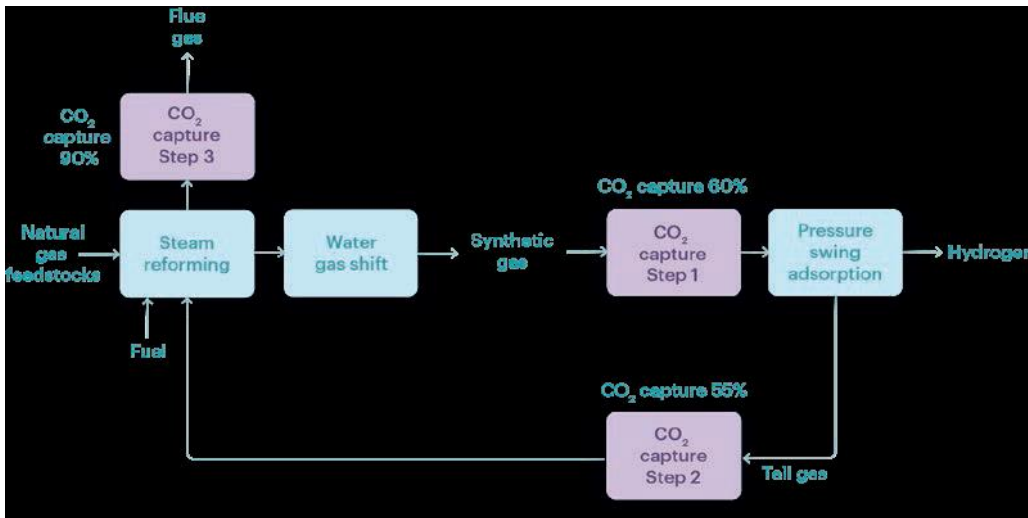 Flue
gas
CO₂
capture
90%
CO₂
capture
Step 3
Natural
gas
feedstocks
Steam
reforming
Water
gas shift
Synthetic
gas
CO₂ capture 60%
CO₂
capture
Step 1
Pressure
swing
adsorption
Hydrogen
Fuel
CO₂ capture 55%
CO₂
capture
Step 2
Tail gas